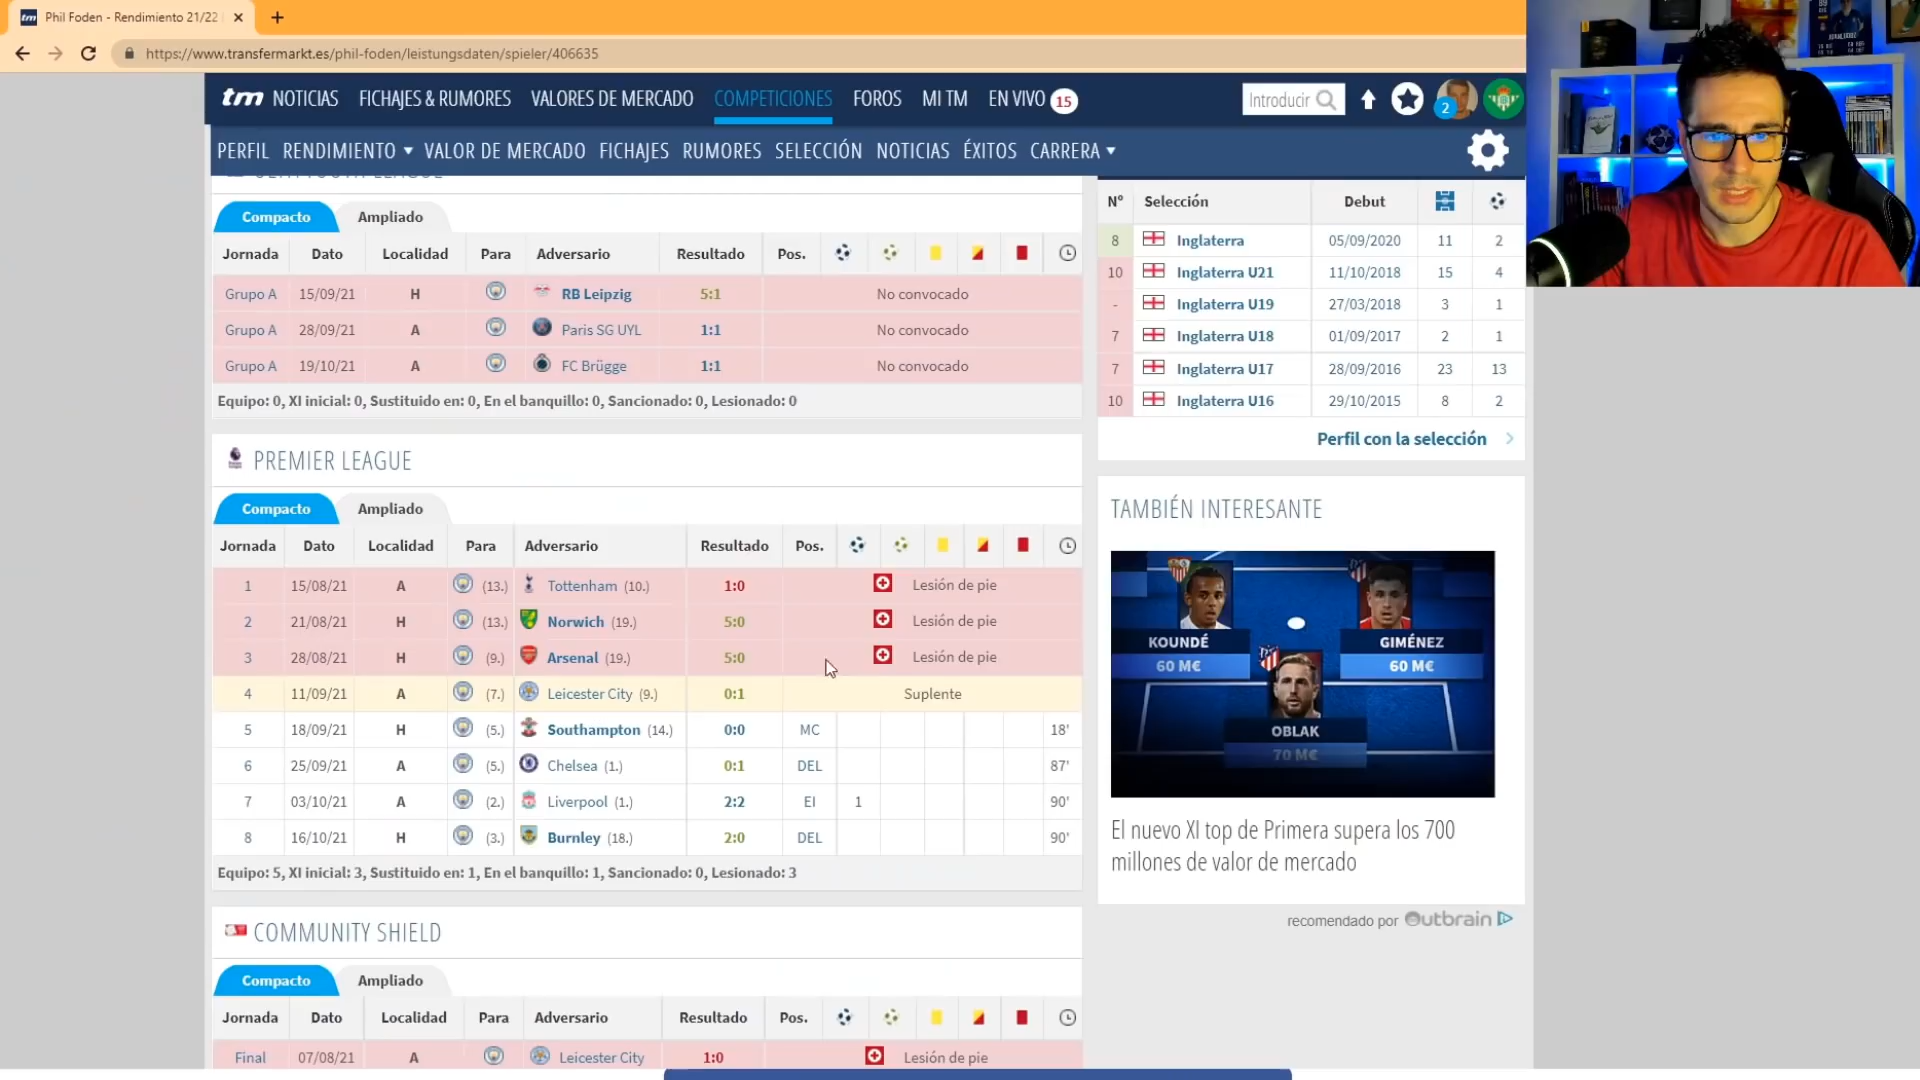 tm Phil Foden - Rendimiento 21/22 × +
https://www.transfermarkt.es/phil-foden/leistungsdaten/spieler/406635
tm NOTICIAS FICHAJES & RUMORES VALORES DE MERCADO COMPETICIONES FOROS MI TM EN VIVO 15 Introducir 2
PERFIL RENDIMIENTO VALOR DE MERCADO FICHAJES RUMORES SELECCIÓN NOTICIAS ÉXITOS CARRERA
Compacto Ampliado
Jornada Dato Localidad Para Adversario Resultado Pos.
Grupo A 15/09/21 H RB Leipzig 5:1 No convocado
Grupo A 28/09/21 A Paris SG UYL 1:1 No convocado
Grupo A 19/10/21 A FC Brügge 1:1 No convocado
Equipo: 0, XI inicial: 0, Sustituido en: 0, En el banquillo: 0, Sancionado: 0, Lesionado: 0
PREMIER LEAGUE
Compacto Ampliado
Jornada Dato Localidad Para Adversario Resultado Pos.
1 15/08/21 A (13.) Tottenham (10.) 1:0 Lesión de pie
2 21/08/21 H (13.) Norwich (19.) 5:0 Lesión de pie
3 28/08/21 H (9.) Arsenal (19.) 5:0 Lesión de pie
4 11/09/21 A (7.) Leicester City (9.) 0:1 Suplente
5 18/09/21 H (5.) Southampton (14.) 0:0 MC 18'
6 25/09/21 A (5.) Chelsea (1.) 0:1 DEL 87'
7 03/10/21 A (2.) Liverpool (1.) 2:2 EI 1 90'
8 16/10/21 H (3.) Burnley (18.) 2:0 DEL 90'
Equipo: 5, XI inicial: 3, Sustituido en: 1, En el banquillo: 1, Sancionado: 0, Lesionado: 3
COMMUNITY SHIELD
Compacto Ampliado
Jornada Dato Localidad Para Adversario Resultado Pos.
Final 07/08/21 A Leicester City 1:0 Lesión de pie
Nº Selección Debut
8 Inglaterra 05/09/2020 11 2
10 Inglaterra U21 11/10/2018 15 4
- Inglaterra U19 27/03/2018 3 1
7 Inglaterra U18 01/09/2017 2 1
7 Inglaterra U17 28/09/2016 23 13
10 Inglaterra U16 29/10/2015 8 2
Perfil con la selección
TAMBIÉN INTERESANTE
KOUNDÉ GIMÉNEZ
60 M€ 60 M€
OBLAK
70 M€
El nuevo XI top de Primera supera los 700
millones de valor de mercado
recomendado por Outbrain